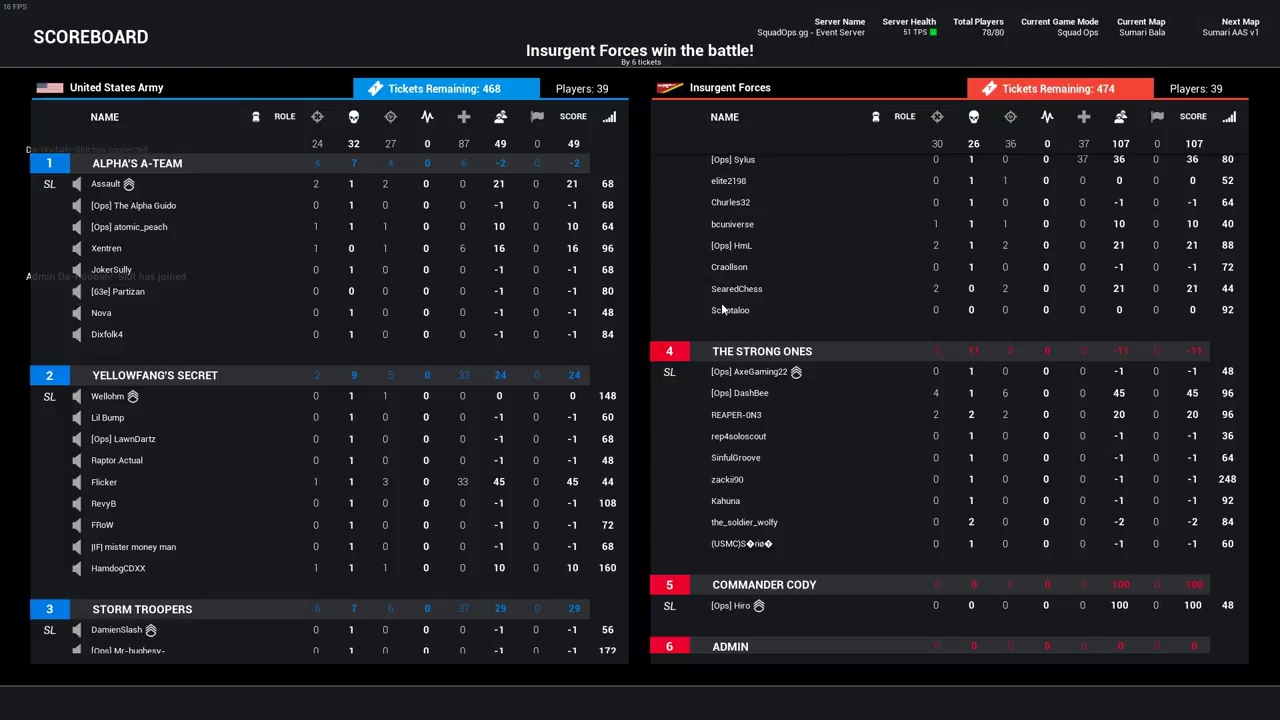 16 FPS
SCOREBOARD
Server Name Server Health Total Players Current Game Mode Current Map Next Map
SquadOps.gg - Event Server 51 TPS 78/80 Squad Ops Sumari Bala Sumari AAS v1
Insurgent Forces win the battle!
By 6 tickets
United States Army Tickets Remaining: 468 Players: 39
NAME ROLE SCORE
24 32 27 0 87 49 0 49
1 ALPHA'S A-TEAM 4 7 4 0 6 -2 0 -2
SL Assault 2 1 2 0 0 21 0 21 68
[Ops] The Alpha Guido 0 1 0 0 0 -1 0 -1 68
[Ops] atomic_peach 1 1 1 0 0 10 0 10 64
Xentren 1 0 1 0 6 16 0 16 96
JokerSully 0 1 0 0 0 -1 0 -1 68
has joined
[63e] Partizan 0 0 0 0 0 -1 0 -1 80
Nova 0 1 0 0 0 -1 0 -1 48
Dixfolk4 0 1 0 0 0 -1 0 -1 84
2 YELLOWFANG'S SECRET 2 9 5 0 33 24 0 24
SL Wellohm 0 1 1 0 0 0 0 0 148
Lil Bump 0 1 0 0 0 -1 0 -1 60
[Ops] LawnDartz 0 1 0 0 0 -1 0 -1 68
Raptor.Actual 0 1 0 0 0 -1 0 -1 48
Flicker 1 1 3 0 33 45 0 45 44
RevyB 0 1 0 0 0 -1 0 -1 108
FRoW 0 1 0 0 0 -1 0 -1 72
|IF| mister money man 0 1 0 0 0 -1 0 -1 68
HamdogCDXX 1 1 1 0 0 10 0 10 160
3 STORM TROOPERS 6 7 6 0 37 29 0 29
SL DamienSlash 0 1 0 0 0 -1 0 -1 56
[Ops] Mr-hughesy- 0 1 0 0 0 -1 0 -1 172
Insurgent Forces Tickets Remaining: 474 Players: 39
NAME ROLE SCORE
30 26 36 0 37 107 0 107
[Ops] Sylus 0 1 0 0 37 36 0 36 80
elite2198 0 1 1 0 0 0 0 0 52
Churles32 0 1 0 0 0 -1 0 -1 64
bcuniverse 1 1 1 0 0 10 0 10 40
[Ops] HmL 2 1 2 0 0 21 0 21 88
Craollson 0 1 0 0 0 -1 0 -1 72
SearedChess 2 0 2 0 0 21 0 21 44
0 0 0 0 0 0 0 0 92
4 THE STRONG ONES 11 0 0 -11 0 -11
SL [Ops] AxeGaming22 0 1 0 0 0 -1 0 -1 48
[Ops] DashBee 4 1 6 0 0 45 0 45 96
REAPER-0N3 2 2 2 0 0 20 0 20 96
rep4soloscout 0 1 0 0 0 -1 0 -1 36
SinfulGroove 0 1 0 0 0 -1 0 -1 64
zackii90 0 1 0 0 0 -1 0 -1 248
Kahuna 0 1 0 0 0 -1 0 -1 92
the_soldier_wolfy 0 2 0 0 0 -2 0 -2 84
(USMC)S�riø� 0 1 0 0 0 -1 0 -1 60
5 COMMANDER CODY 0 0 0 0 0 100 0 100
SL [Ops] Hiro 0 0 0 0 0 100 0 100 48
6 ADMIN 0 0 0 0 0 0 0 0